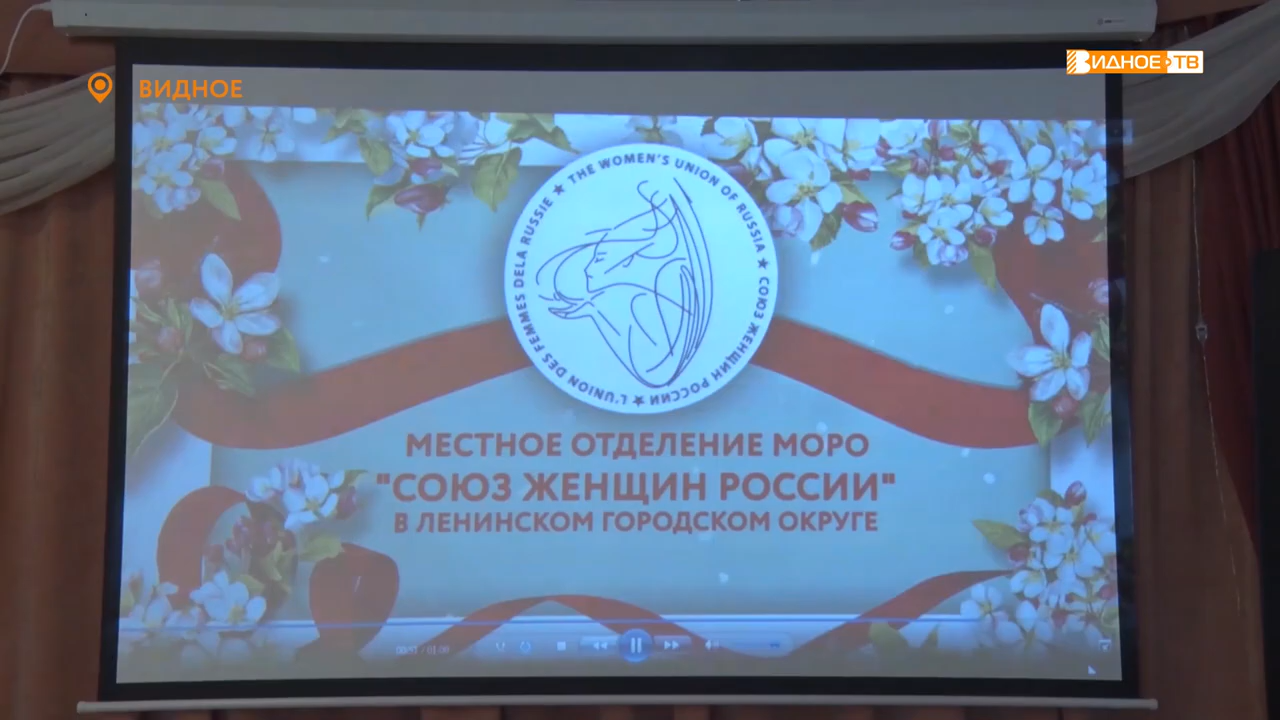 ВИДНОЕ
ВИДНОЕ ТВ
THE WOMEN'S UNION OF RUSSIA ★ СОЮЗ ЖЕНЩИН РОССИИ ★ L'UNION DES FEMMES DELA RUSSIE ★
МЕСТНОЕ ОТДЕЛЕНИЕ МОРО
"СОЮЗ ЖЕНЩИН РОССИИ"
В ЛЕНИНСКОМ ГОРОДСКОМ ОКРУГЕ